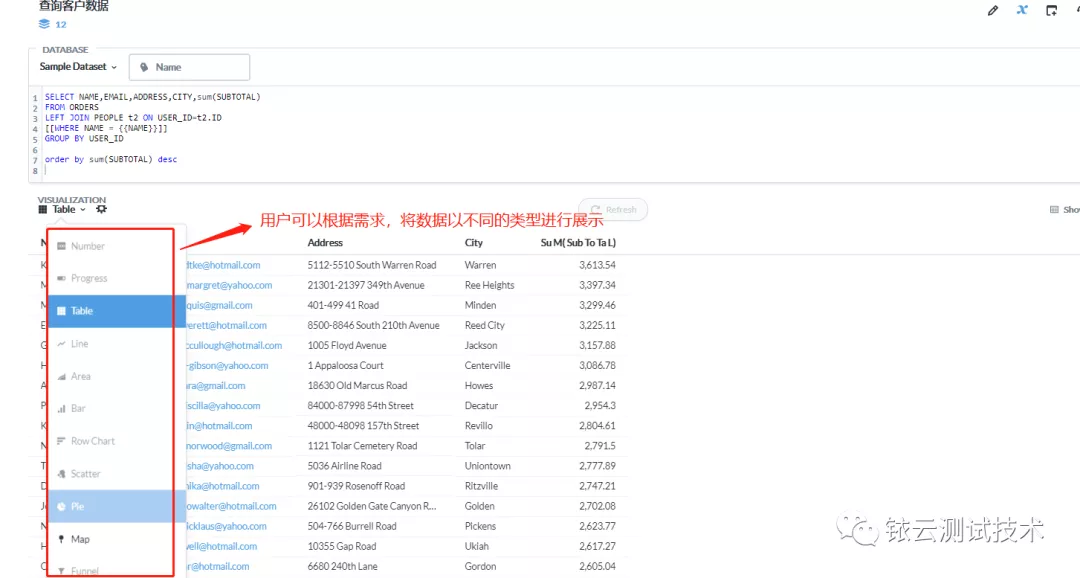 查询客户数据
12
DATABASE
Sample Dataset
Name
1 SELECT NAME,EMAIL,ADDRESS,CITY,sum(SUBTOTAL)
2 FROM ORDERS
3 LEFT JOIN PEOPLE t2 ON USER_ID=t2.ID
4 [[WHERE NAME = {{NAME}}]]
5 GROUP BY USER_ID
6
7 order by sum(SUBTOTAL) desc
8
VISUALIZATION
Table
用户可以根据需求，将数据以不同的类型进行展示
Refresh
Sho
N Address City Su M( Sub To Ta L)
Number
Progress
Table
Line
Area
Bar
Row Chart
Scatter
Pie
Map
Funnel
dtke@hotmail.com 5112-5510 South Warren Road Warren 3,613.54
margret@yahoo.com 21301-21397 349th Avenue Ree Heights 3,397.34
quis@gmail.com 401-499 41 Road Minden 3,299.46
erett@hotmail.com 8500-8846 South 210th Avenue Reed City 3,225.11
ccullough@hotmail.com 1005 Floyd Avenue Jackson 3,157.88
-gibson@yahoo.com 1 Appaloosa Court Centerville 3,086.78
ra@gmail.com 18630 Old Marcus Road Howes 2,987.14
iscilla@yahoo.com 84000-87998 54th Street Decatur 2,954.3
in@hotmail.com 48000-48098 157th Street Revillo 2,804.61
norwood@gmail.com 1121 Tolar Cemetery Road Tolar 2,791.5
sha@yahoo.com 5036 Airline Road Uniontown 2,777.89
nika@hotmail.com 901-939 Rosenoff Road Ritzville 2,747.21
owalter@hotmail.com 26102 Golden Gate Canyon R... Golden 2,702.08
icklaus@yahoo.com 504-766 Burrell Road Pickens 2,623.77
well@hotmail.com 10355 Gap Road Ukiah 2,617.27
r@hotmail.com 6680 240th Lane Gordon 2,605.04
铱云测试技术